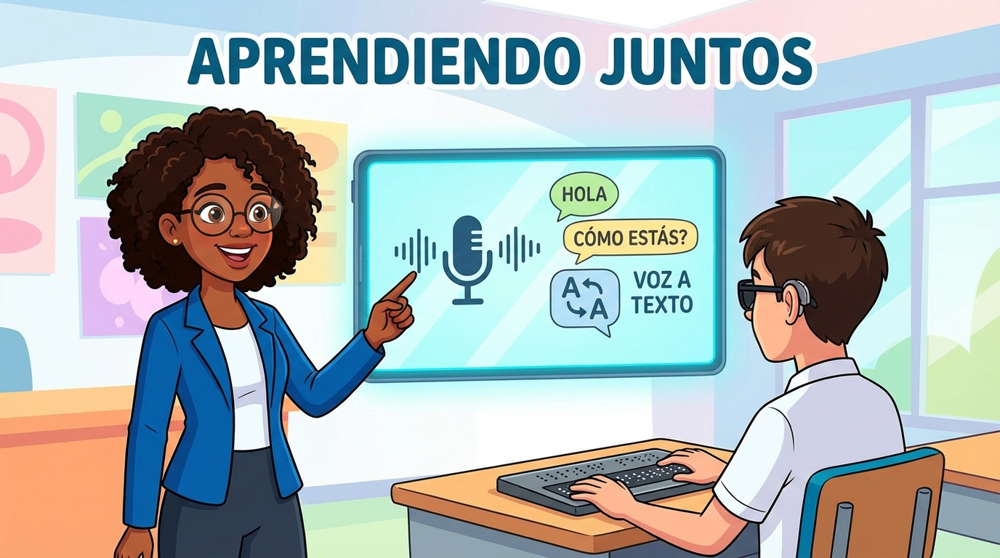 APRENDIENDO JUNTOS
HOLA
CÓMO ESTÁS?
A A
VOZ A
TEXTO